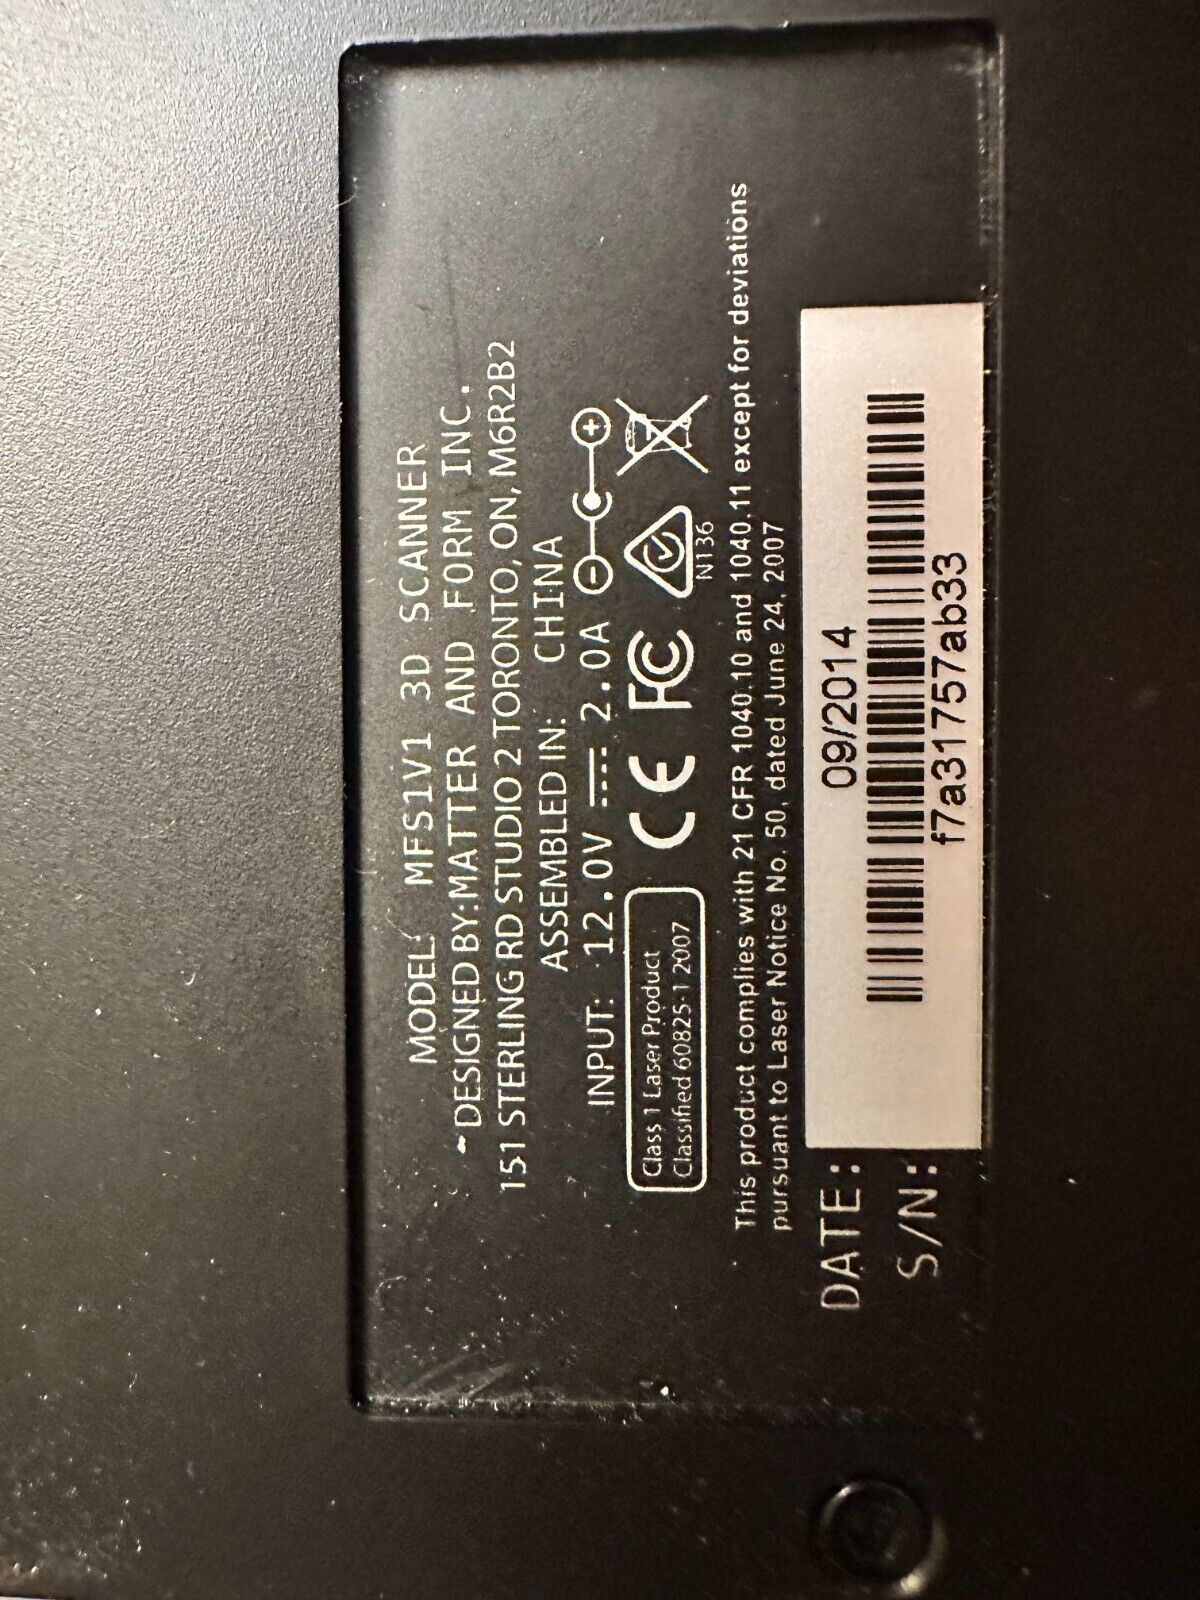 MODEL: MFS1V1 3D SCANNER
DESIGNED BY:MATTER AND FORM INC.
151 STERLING RD STUDIO 2 TORONTO, ON, M6R2B2
ASSEMBLED IN: CHINA
INPUT: 12.0V 2.0A - +
Class 1 Laser Product
Classified 60825-1 2007
CE FC
N136
This product complies with 21 CFR 1040.10 and 1040.11 except for deviations
pursuant to Laser Notice No. 50, dated June 24, 2007
DATE: 09/2014
S/N: f7a31757ab33